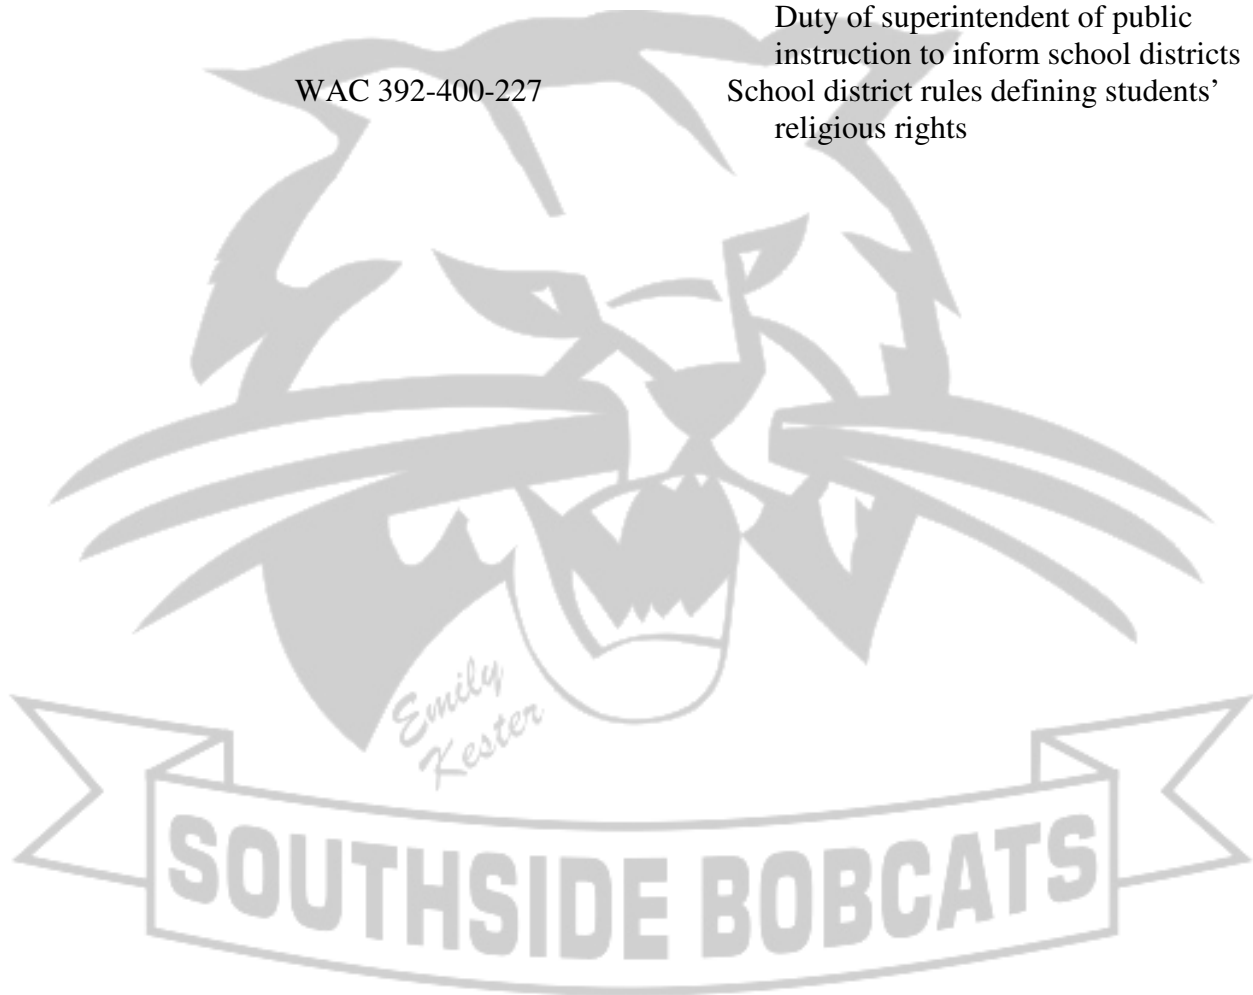 Duty of superintendent of public
instruction to inform school districts
WAC 392-400-227 School district rules defining students’
religious rights
Emily
Kester
SOUTHSIDE BOBCATS